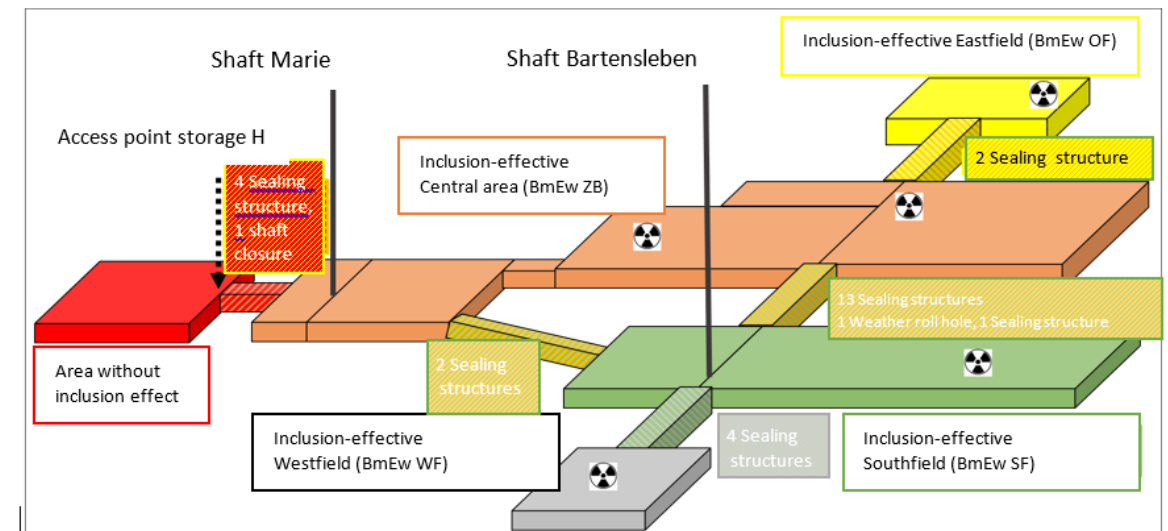 Shaft Marie
Shaft Bartensleben
Inclusion-effective Eastfield (BmEw OF)
Access point storage H
4 Sealing
structure,
1 shaft
closure
Inclusion-effective
Central area (BmEw ZB)
2 Sealing structure
13 Sealing structures
1 Weather roll hole, 1 Sealing structure
Area without
inclusion effect
2 Sealing
structures
Inclusion-effective
Westfield (BmEw WF)
4 Sealing
structures
Inclusion-effective
Southfield (BmEw SF)